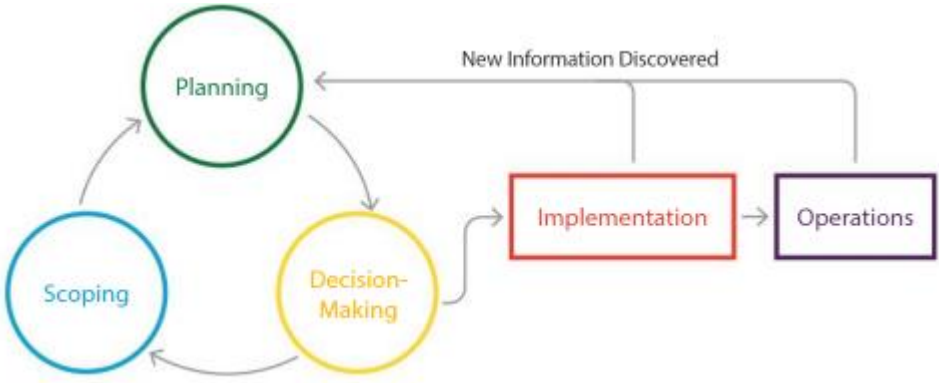 Planning
New Information Discovered
Implementation
Operations
Scoping
Decision-
Making